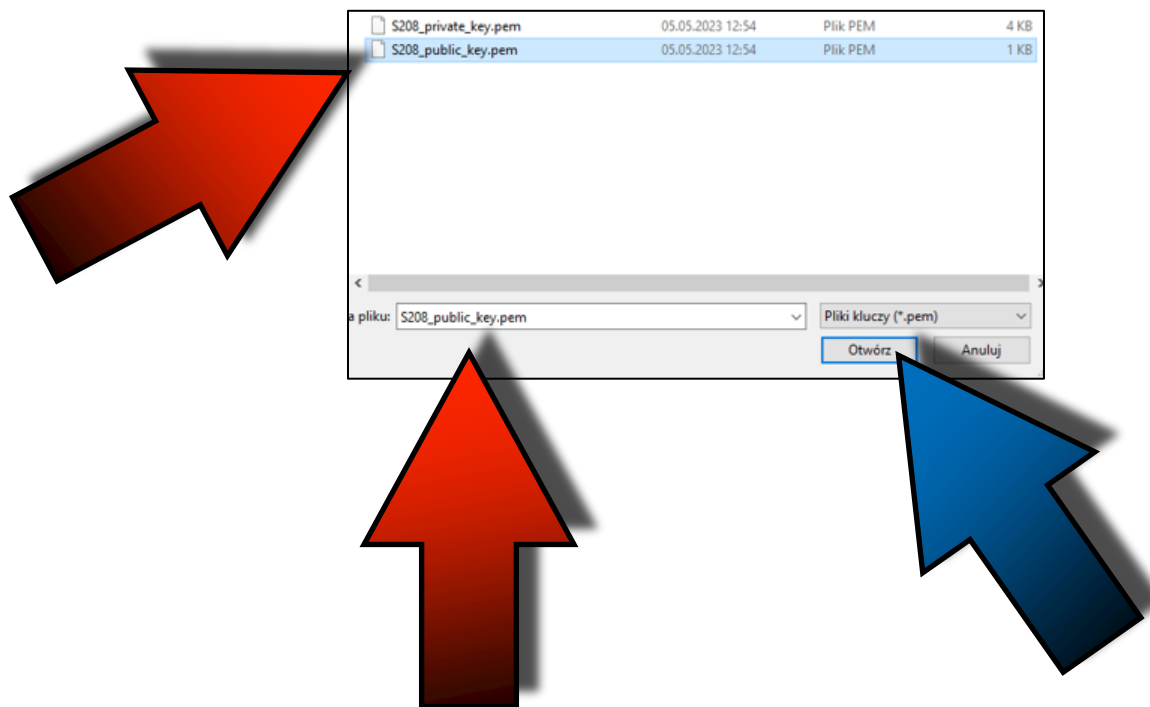 S208_private_key.pem 05.05.2023 12:54 Plik PEM 4 KB
S208_public_key.pem 05.05.2023 12:54 Plik PEM 1 KB
a pliku: S208_public_key.pem Pliki kluczy (*.pem)
Otwórz Anuluj